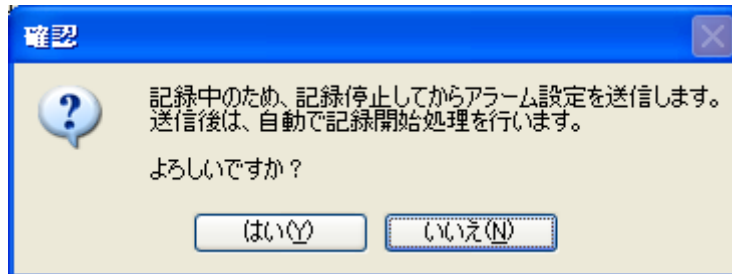 確認
記録中のため、記録停止してからアラーム設定を送信します。
送信後は、自動で記録開始処理を行います。
よろしいですか？
はい(Y)
いいえ(N)